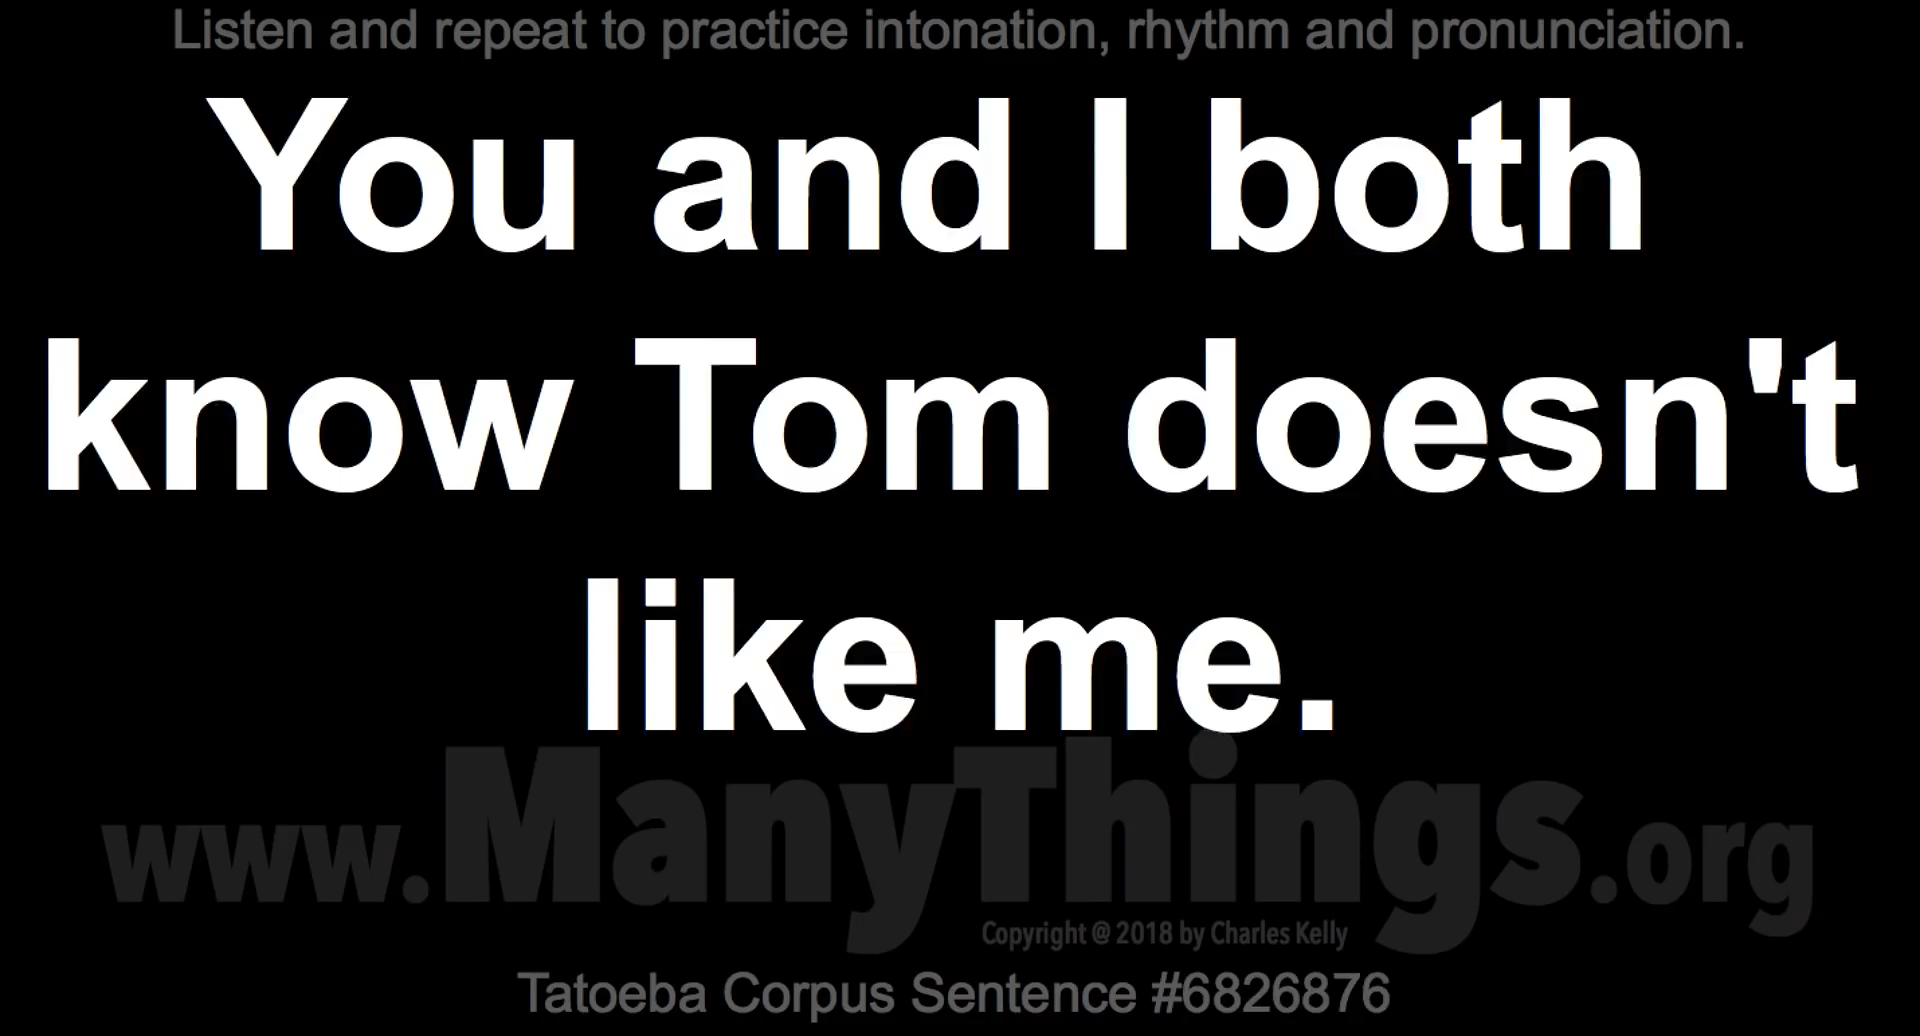 Listen and repeat to practice intonation, rhythm and pronunciation.
You and I both
know Tom doesn't
like me.
www.ManyThings.org
Copyright @ 2018 by Charles Kelly
Tatoeba Corpus Sentence #6826876